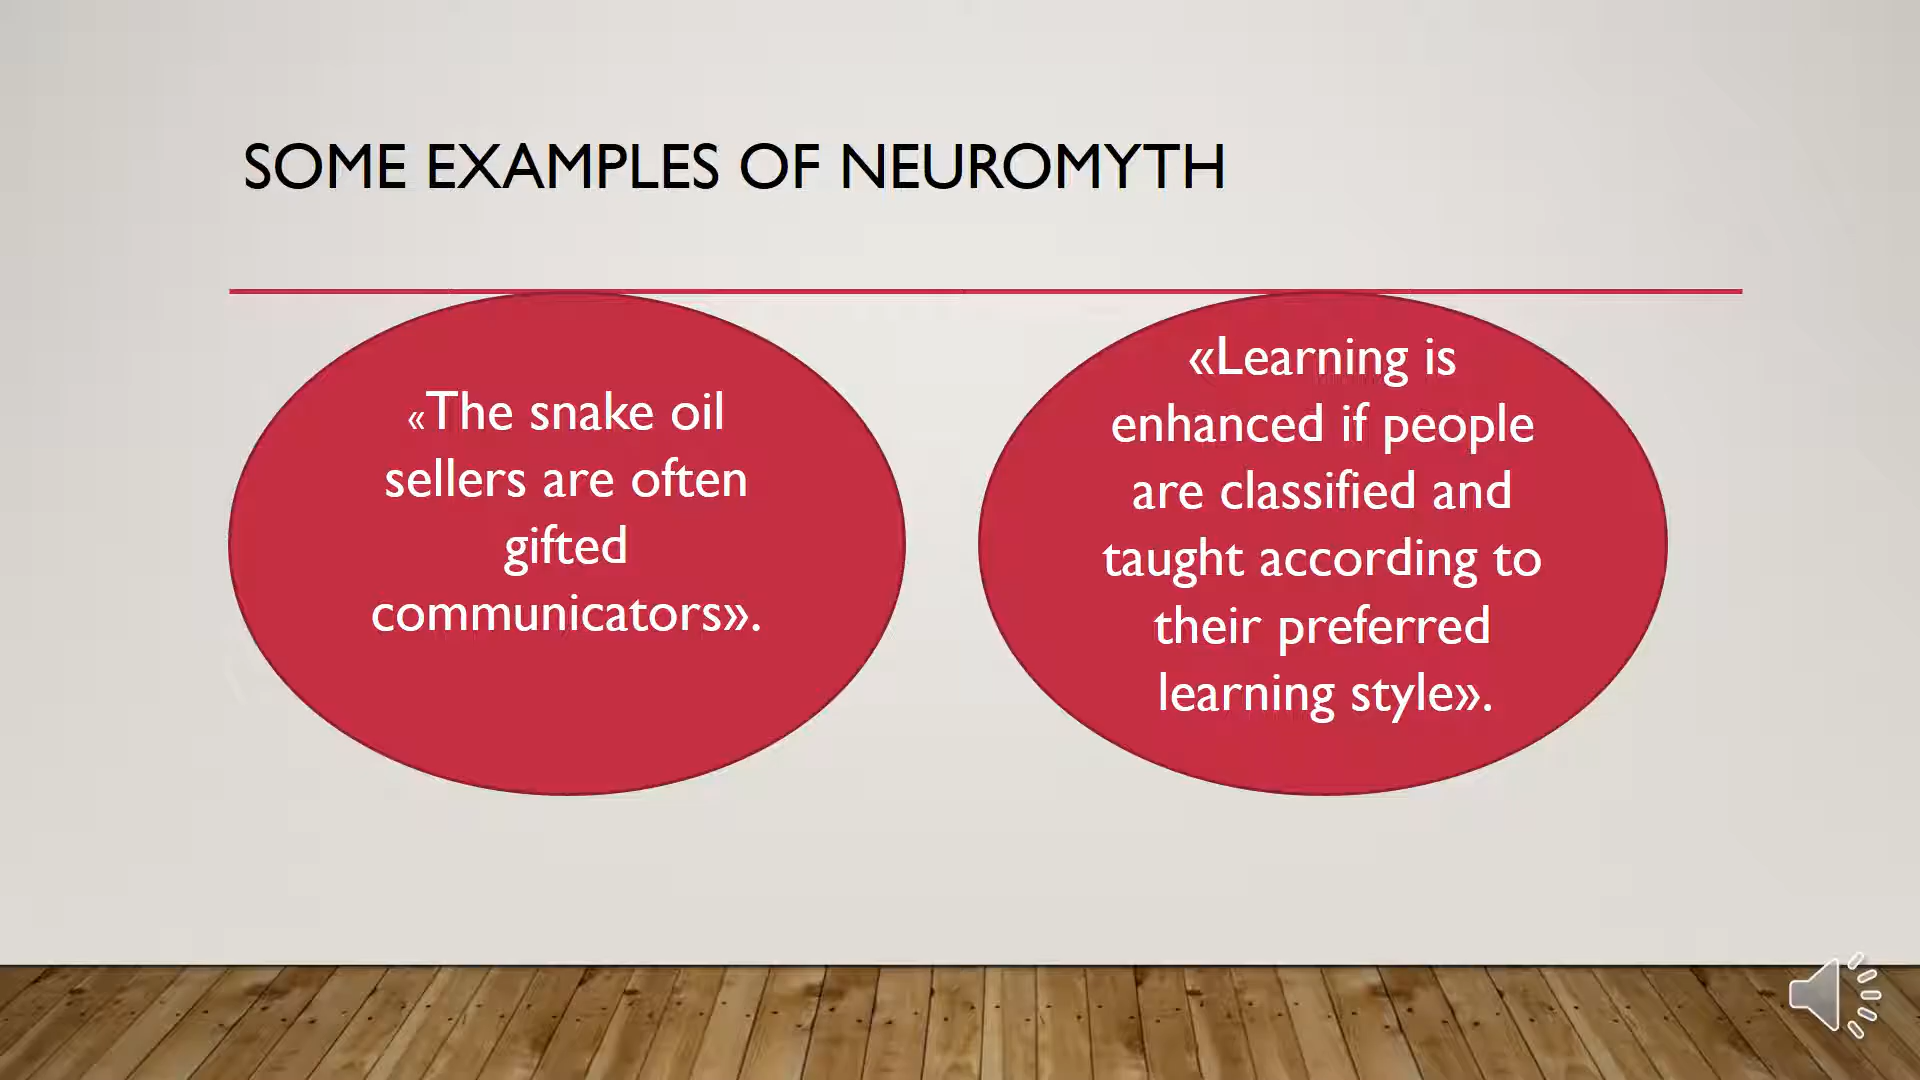 SOME EXAMPLES OF NEUROMYTH
«The snake oil
sellers are often
gifted
communicators».
«Learning is
enhanced if people
are classified and
taught according to
their preferred
learning style».